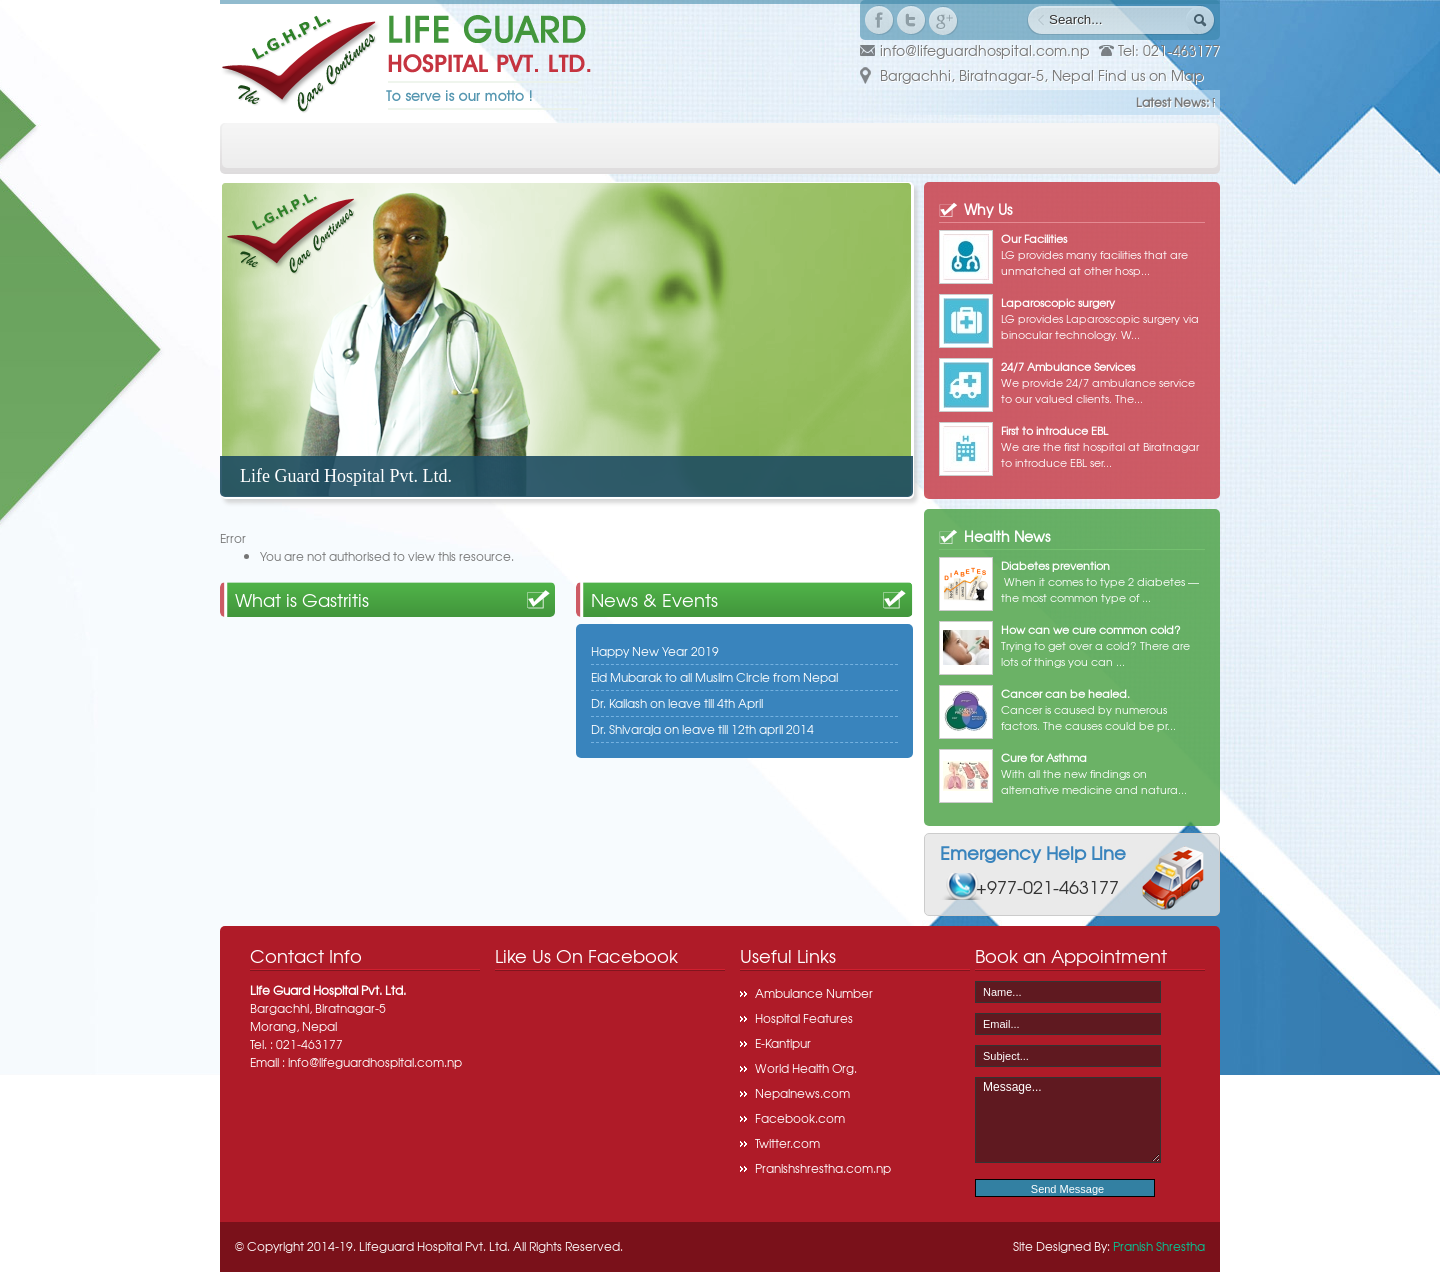 L.G.H.P.L.
The Care Continues
LIFE GUARD
HOSPITAL PVT. LTD.
To serve is our motto !
Search...
info@lifeguardhospital.com.np Tel: 021-463177
Bargachhi, Biratnagar-5, Nepal Find us on Map
Latest News:
L.G.H.P.L.
The Care Continues
Life Guard Hospital Pvt. Ltd.
Why Us
Our Facilities
LG provides many facilities that are
unmatched at other hosp...
Laparoscopic surgery
LG provides Laparoscopic surgery via
binocular technology. W...
24/7 Ambulance Services
We provide 24/7 ambulance service
to our valued clients. The...
First to introduce EBL
We are the first hospital at Biratnagar
to introduce EBL ser...
Error
You are not authorised to view this resource.
What is Gastritis
News & Events
Happy New Year 2019
Eid Mubarak to all Muslim Circle from Nepal
Dr. Kailash on leave till 4th April
Dr. Shivaraja on leave till 12th april 2014
Health News
DIABETES
Diabetes prevention
When it comes to type 2 diabetes —
the most common type of ...
How can we cure common cold?
Trying to get over a cold? There are
lots of things you can ...
Cancer can be healed.
Cancer is caused by numerous
factors. The causes could be pr...
Cure for Asthma
With all the new findings on
alternative medicine and natura...
Emergency Help Line
+977-021-463177
Contact Info
Life Guard Hospital Pvt. Ltd.
Bargachhi, Biratnagar-5
Morang, Nepal
Tel. : 021-463177
Email : info@lifeguardhospital.com.np
Like Us On Facebook
Useful Links
Ambulance Number
Hospital Features
E-Kantipur
World Health Org.
Nepalnews.com
Facebook.com
Twitter.com
Pranishshrestha.com.np
Book an Appointment
Name...
Email...
Subject...
Message...
Send Message
© Copyright 2014-19. Lifeguard Hospital Pvt. Ltd. All Rights Reserved.
Site Designed By: Pranish Shrestha